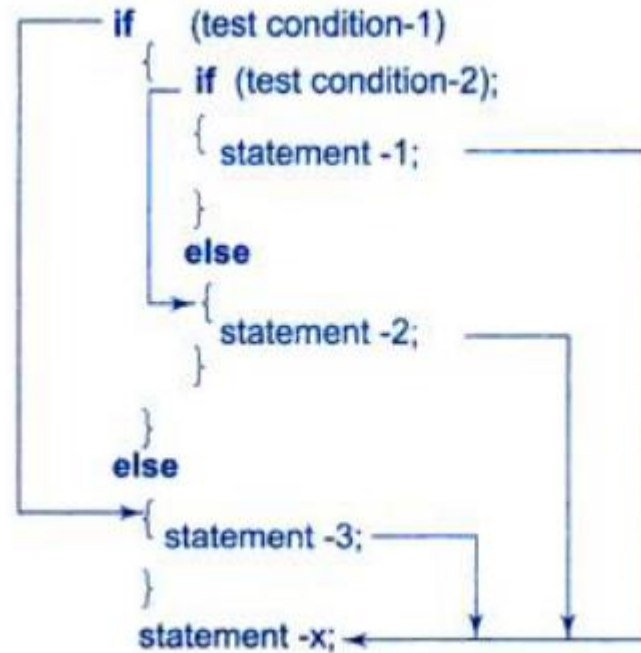 if (test condition-1)
{
if (test condition-2);
{
statement -1;
}
else
{
statement -2;
}
}
else
{
statement -3;
}
statement -x;